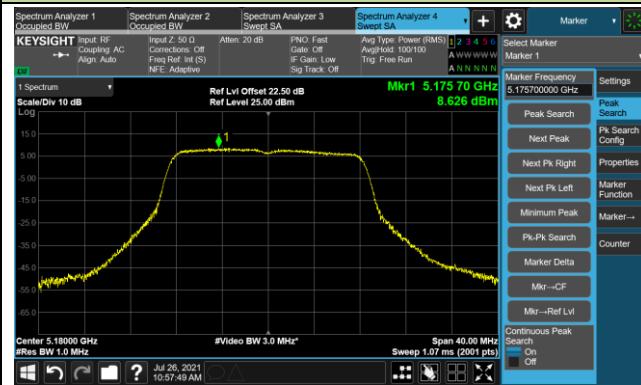 Spectrum Analyzer 1
Occupied BW
Spectrum Analyzer 2
Occupied BW
Spectrum Analyzer 3
Swept SA
Spectrum Analyzer 4
Swept SA
+
Marker
KEYSIGHT
Input: RF
Coupling: AC
Align: Auto
Input Z: 50 Ω
Corrections: Off
Freq Ref: Int (S)
NFE: Adaptive
Atten: 20 dB
PNO: Fast
Gate: Off
IF Gain: Low
Sig Track: Off
Avg Type: Power (RMS)
Avg|Hold: 100/100
Trig: Free Run
1 2 3 4 5 6
A W W W W W
A N N N N N
Select Marker
Marker 1
LXI
1 Spectrum
Scale/Div 10 dB
Log
Ref Lvl Offset 22.50 dB
Ref Level 25.00 dBm
Mkr1 5.175 70 GHz
8.626 dBm
Marker Frequency
5.175700000 GHz
Settings
Peak Search
Peak
Search
Next Peak
Pk Search
Config
Next Pk Right
Properties
Next Pk Left
Marker
Function
Minimum Peak
Marker→
Pk-Pk Search
Counter
Marker Delta
Mkr→CF
Mkr→Ref Lvl
Continuous Peak
Search
On
Off
15.0
5.00
-5.00
-15.0
-25.0
-35.0
-45.0
-55.0
-65.0
1
Center 5.18000 GHz
#Res BW 1.0 MHz
#Video BW 3.0 MHz*
Span 40.00 MHz
Sweep 1.07 ms (2001 pts)
?
Jul 26, 2021
10:57:49 AM